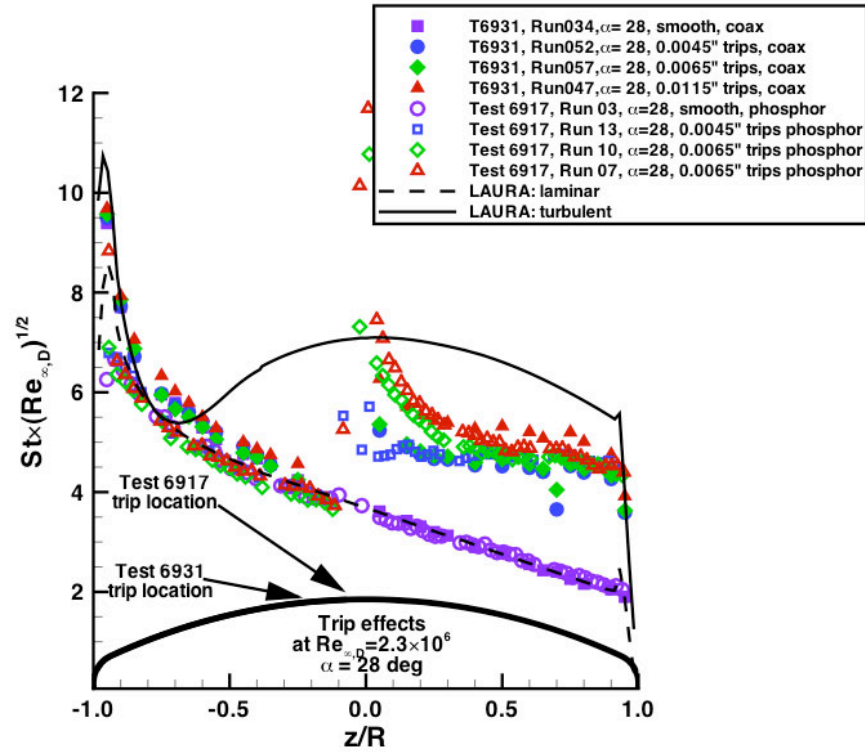 T6931, Run034,α= 28, smooth, coax
T6931, Run052,α= 28, 0.0045" trips, coax
T6931, Run057,α= 28, 0.0065" trips, coax
T6931, Run047,α= 28, 0.0115" trips, coax
Test 6917, Run 03, α=28, smooth, phosphor
Test 6917, Run 13, α=28, 0.0045" trips phosphor
Test 6917, Run 10, α=28, 0.0065" trips phosphor
Test 6917, Run 07, α=28, 0.0065" trips phosphor
LAURA: laminar
LAURA: turbulent
12
10
8
6
4
2
St×(Re∞,D)^1/2
Test 6917
trip location
Test 6931
trip location
Trip effects
at Re∞,D=2.3×10^6
α = 28 deg
-1.0 -0.5 0.0 0.5 1.0
z/R